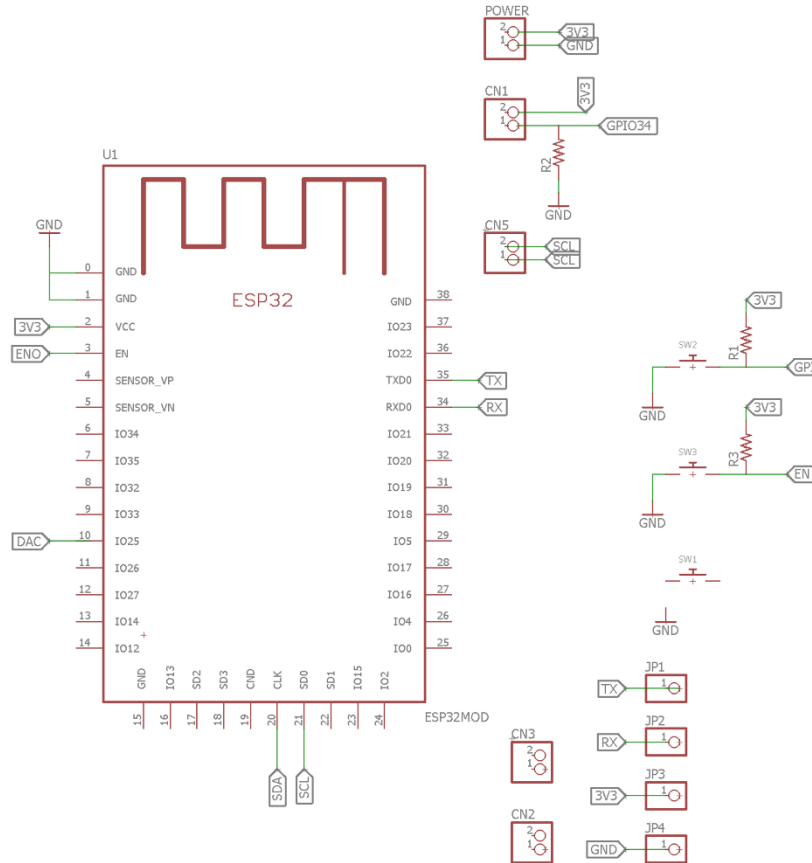 POWER
2
1
3V3
GND
CN1
2
1
3V3
GPIO34
R2
GND
CN5
2
1
SCL
SCL
U1
ESP32
GND
0 GND
1 GND
3V3 2 VCC
ENO 3 EN
4 SENSOR_VP
5 SENSOR_VN
6 IO34
7 IO35
8 IO32
9 IO33
DAC 10 IO25
11 IO26
12 IO27
13 IO14
14 IO12
GND 38
IO23 37
IO22 36
TXD0 35 TX
RXD0 34 RX
IO21 33
IO20 32
IO19 31
IO18 30
IO5 29
IO17 28
IO16 27
IO4 26
IO0 25
GND IO13 SD2 SD3 CND CLK SD0 SD1 IO15 IO2
15 16 17 18 19 20 21 22 23 24
SDA SCL
ESP32MOD
3V3
R1
SW2
GPI
GND
3V3
R3
SW3
EN
GND
SW1
GND
JP1
TX 1
JP2
RX 1
JP3
3V3 1
JP4
GND 1
CN3
2
1
CN2
2
1